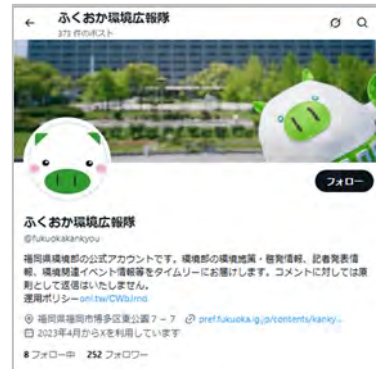 ふくおか環境広報隊
373 件のポスト
フォロー
ふくおか環境広報隊
@fukuokakankyou
福岡県環境部の公式アカウントです。環境部の環境施策・啓発情報、記者発表情
報、環境関連イベント情報等をタイムリーにお届けします。コメントに対しては原
則として返信はいたしません。
運用ポリシー
福岡県福岡市博多区東公園７－７ pref.fukuoka.lg.jp/contents/kanky...
2023年4月からXを利用しています
8 フォロー中 252 フォロワー